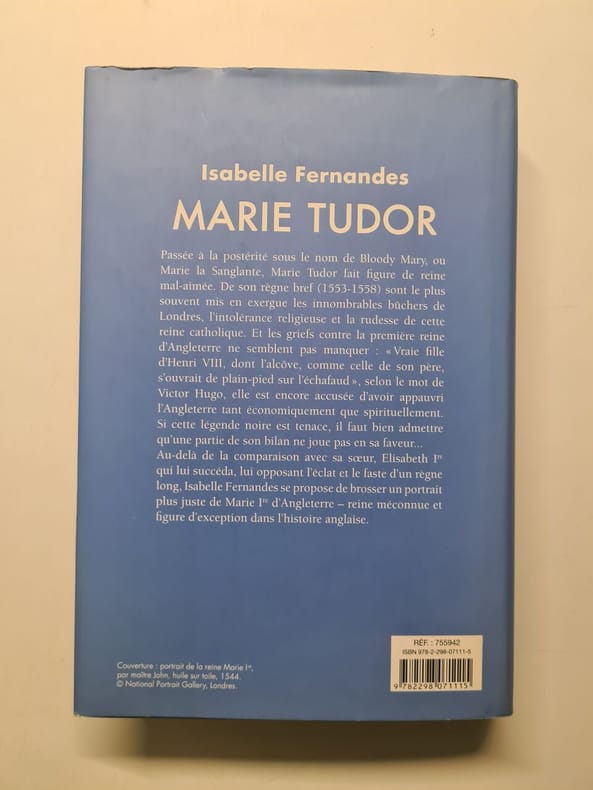 Isabelle Fernandes
MARIE TUDOR
Passée à la postérité sous le nom de Bloody Mary, ou
Marie la Sanglante, Marie Tudor fait figure de reine
mal-aimée. De son règne bref (1553-1558) sont le plus
souvent mis en exergue les innombrables bûchers de
Londres, l'intolérance religieuse et la rudesse de cette
reine catholique. Et les griefs contre la première reine
d'Angleterre ne semblent pas manquer : « Vraie fille
d'Henri VIII, dont l'alcôve, comme celle de son père,
s'ouvrait de plain-pied sur l'échafaud », selon le mot de
Victor Hugo, elle est encore accusée d'avoir appauvri
l'Angleterre tant économiquement que spirituellement.
Si cette légende noire est tenace, il faut bien admettre
qu'une partie de son bilan ne joue pas en sa faveur...
Au-delà de la comparaison avec sa sœur, Elisabeth Ire
qui lui succéda, lui opposant l'éclat et le faste d'un règne
long, Isabelle Fernandes se propose de brosser un portrait
plus juste de Marie Ire d'Angleterre – reine méconnue et
figure d'exception dans l'histoire anglaise.
Couverture : portrait de la reine Marie Ire,
par maître John, huile sur toile, 1544.
© National Portrait Gallery, Londres.
RÉF. : 755942
ISBN 978-2-298-07111-5
9 782298 071115